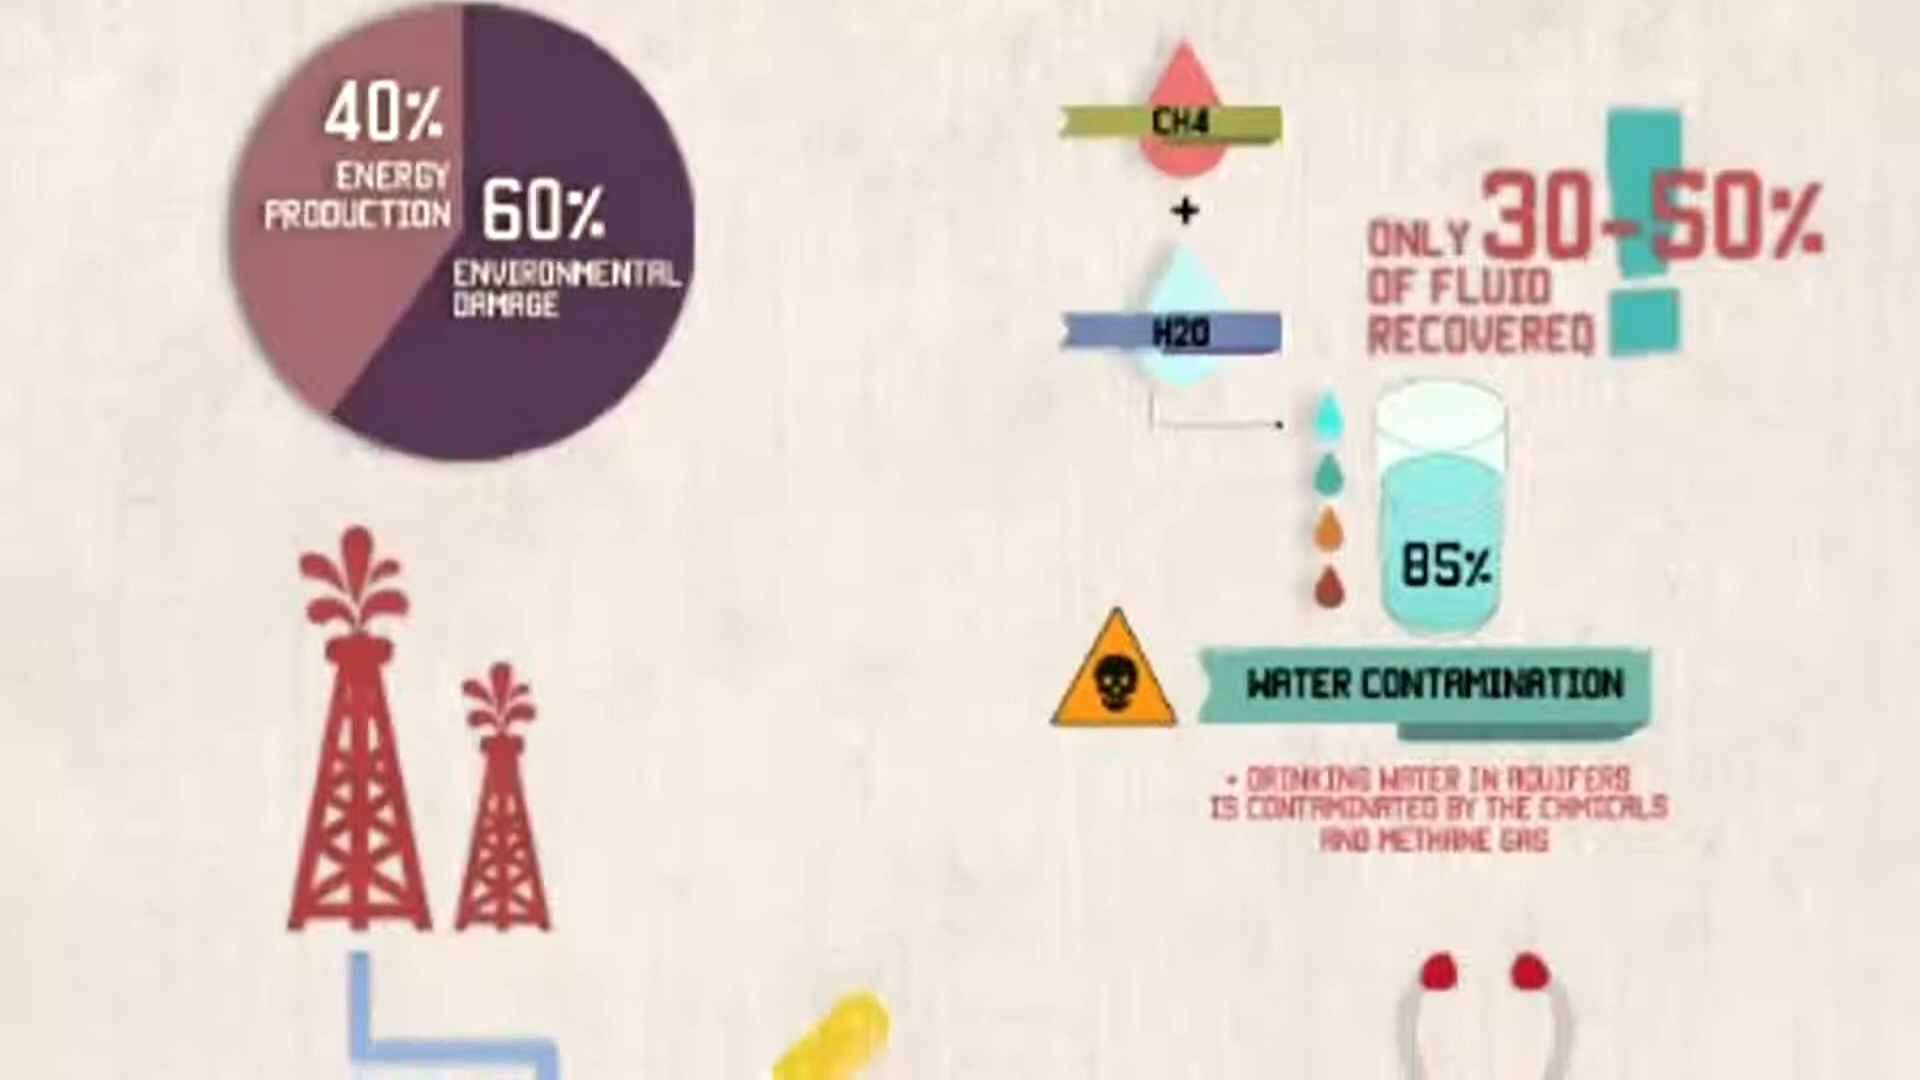 40%
ENERGY
PRODUCTION
60%
ENVIRONMENTAL
DAMAGE
CH4
+
H2O
ONLY 30-50%
OF FLUID
RECOVERED
85%
WATER CONTAMINATION
• DRINKING WATER IN AQUIFERS
IS CONTAMINATED BY THE CHMICALS
AND METHANE GAS